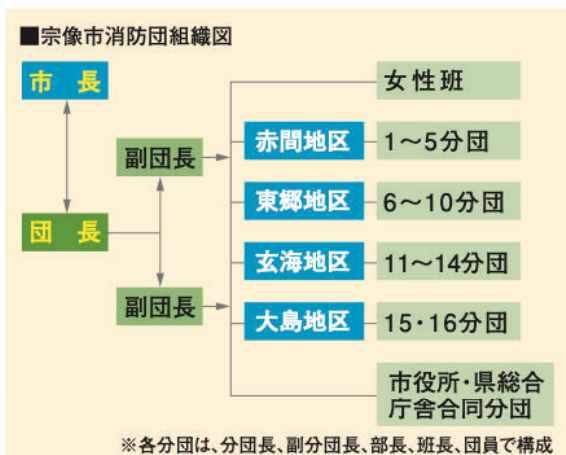 ■宗像市消防団組織図
市 長
団 長
副団長
副団長
女性班
赤間地区 1～5分団
東郷地区 6～10分団
玄海地区 11～14分団
大島地区 15・16分団
市役所・県総合
庁舎合同分団
※各分団は、分団長、副分団長、部長、班長、団員で構成